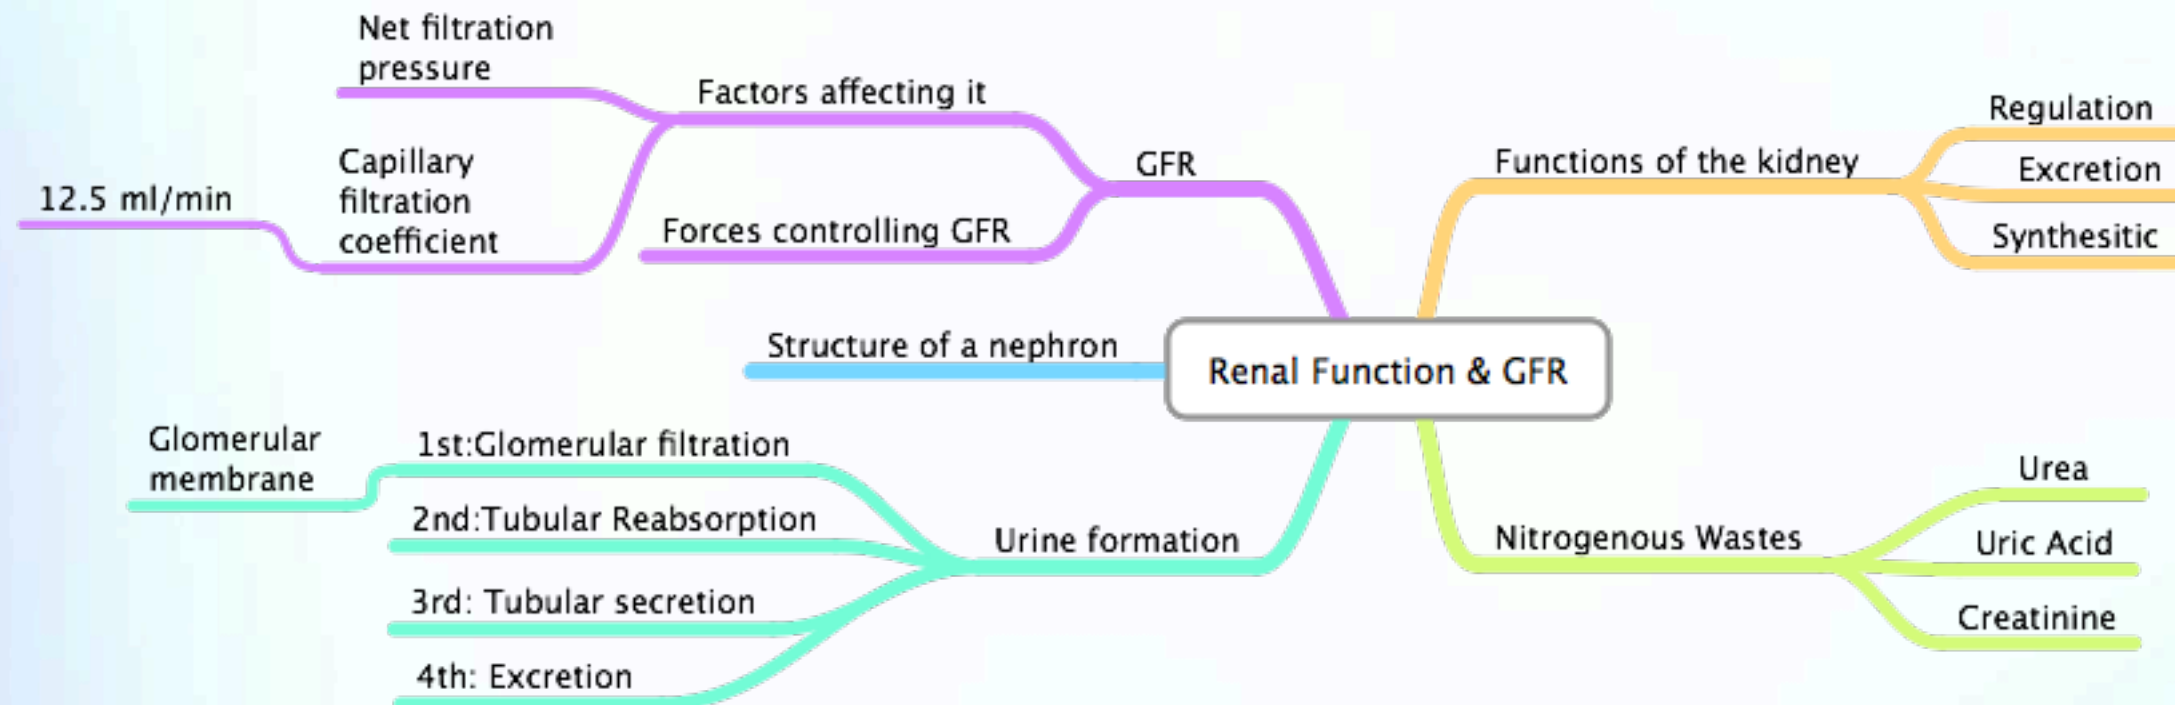 Net filtration
pressure
Factors affecting it
Capillary
filtration
coefficient
12.5 ml/min
GFR
Forces controlling GFR
Structure of a nephron
Renal Function & GFR
Functions of the kidney
Regulation
Excretion
Synthesitic
Glomerular
membrane
1st:Glomerular filtration
2nd:Tubular Reabsorption
3rd: Tubular secretion
4th: Excretion
Urine formation
Nitrogenous Wastes
Urea
Uric Acid
Creatinine